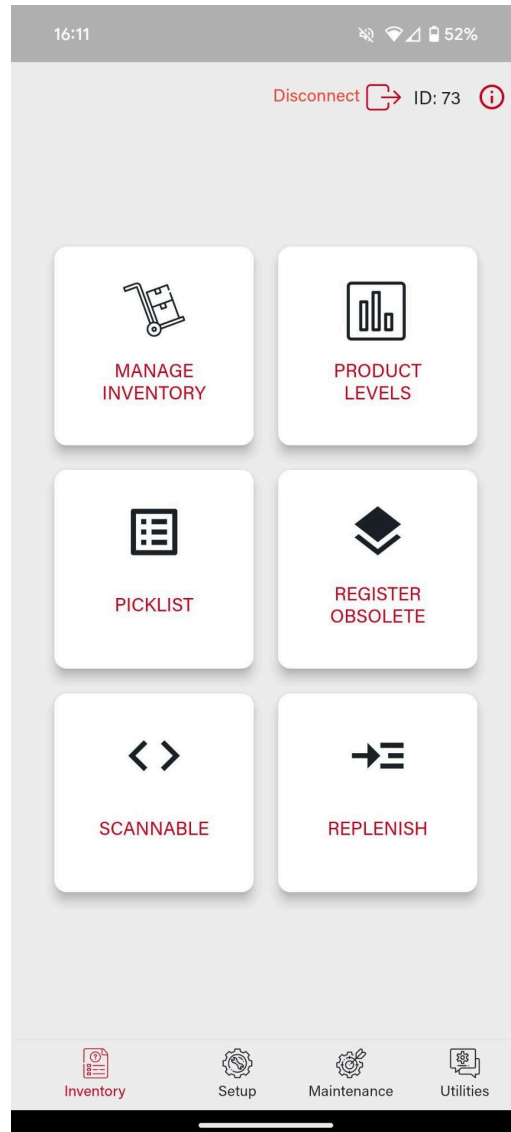 16:11 52%
Disconnect ID: 73
MANAGE
INVENTORY
PRODUCT
LEVELS
PICKLIST
REGISTER
OBSOLETE
SCANNABLE
REPLENISH
Inventory Setup Maintenance Utilities